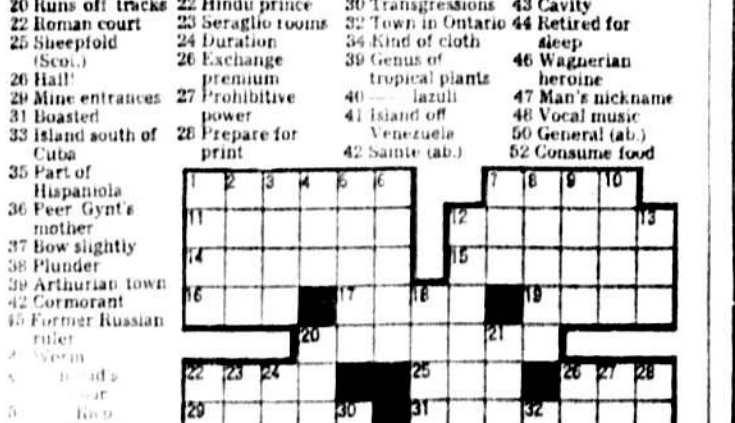 20 Runs off tracks
22 Roman court
25 Sheepfold
(Scot.)
26 Hail!
29 Mine entrances
31 Boasted
33 Island south of
Cuba
35 Part of
Hispaniola
36 Peer Gynt's
mother
37 Bow slightly
38 Plunder
39 Arthurian town
42 Cormorant
45 Former Russian
ruler
Worm
22 Hindu prince
23 Seraglio rooms
24 Duration
26 Exchange
premium
27 Prohibitive
power
28 Prepare for
print
30 Transgressions
32 Town in Ontario
34 Kind of cloth
39 Genus of
tropical plants
40 — lazuli
41 Island off
Venezuela
42 Sainte (ab.)
43 Cavity
44 Retired for
sleep
46 Wagnerian
heroine
47 Man's nickname
48 Vocal music
50 General (ab.)
52 Consume food
1 2 3 4 5 6 7 8 9 10
11 12 13
14 15
16 17 18 19
20 21
22 23 24 25 26 27 28
29 30 31 32